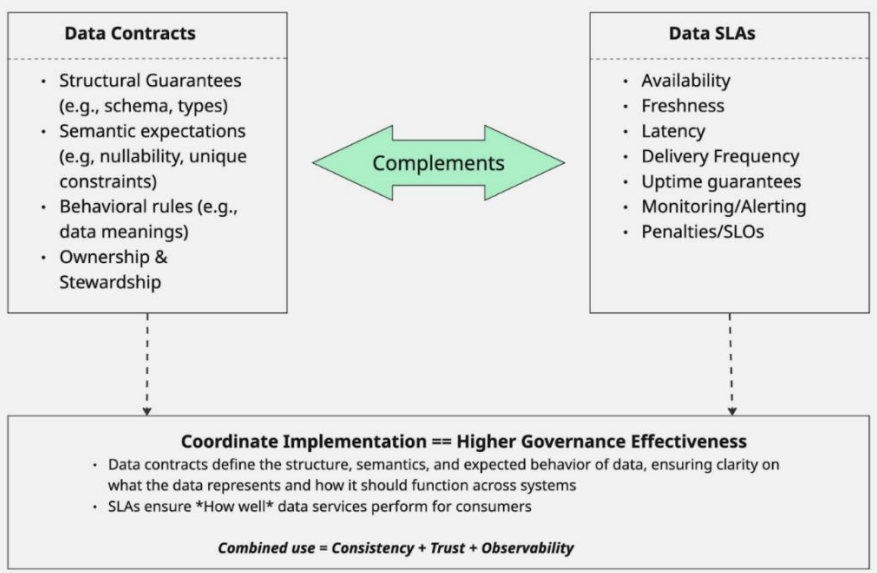 Data Contracts
• Structural Guarantees
(e.g., schema, types)
• Semantic expectations
(e.g, nullability, unique
constraints)
• Behavioral rules (e.g.,
data meanings)
• Ownership &
Stewardship
Complements
Data SLAs
• Availability
• Freshness
• Latency
• Delivery Frequency
• Uptime guarantees
• Monitoring/Alerting
• Penalties/SLOs
Coordinate Implementation == Higher Governance Effectiveness
• Data contracts define the structure, semantics, and expected behavior of data, ensuring clarity on
what the data represents and how it should function across systems
• SLAs ensure *How well* data services perform for consumers
Combined use = Consistency + Trust + Observability